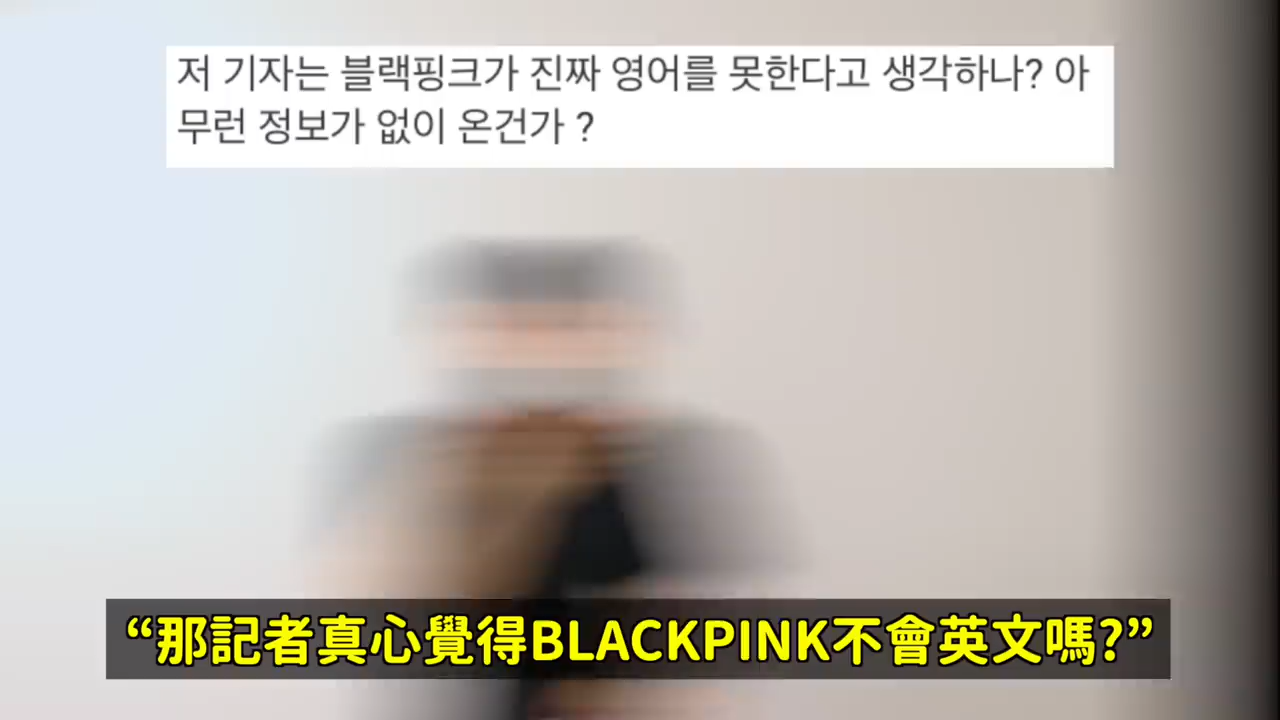 저 기자는 블랙핑크가 진짜 영어를 못한다고 생각하나? 아
무런 정보가 없이 온건가 ?
“那記者真心覺得BLACKPINK不會英文嗎?”